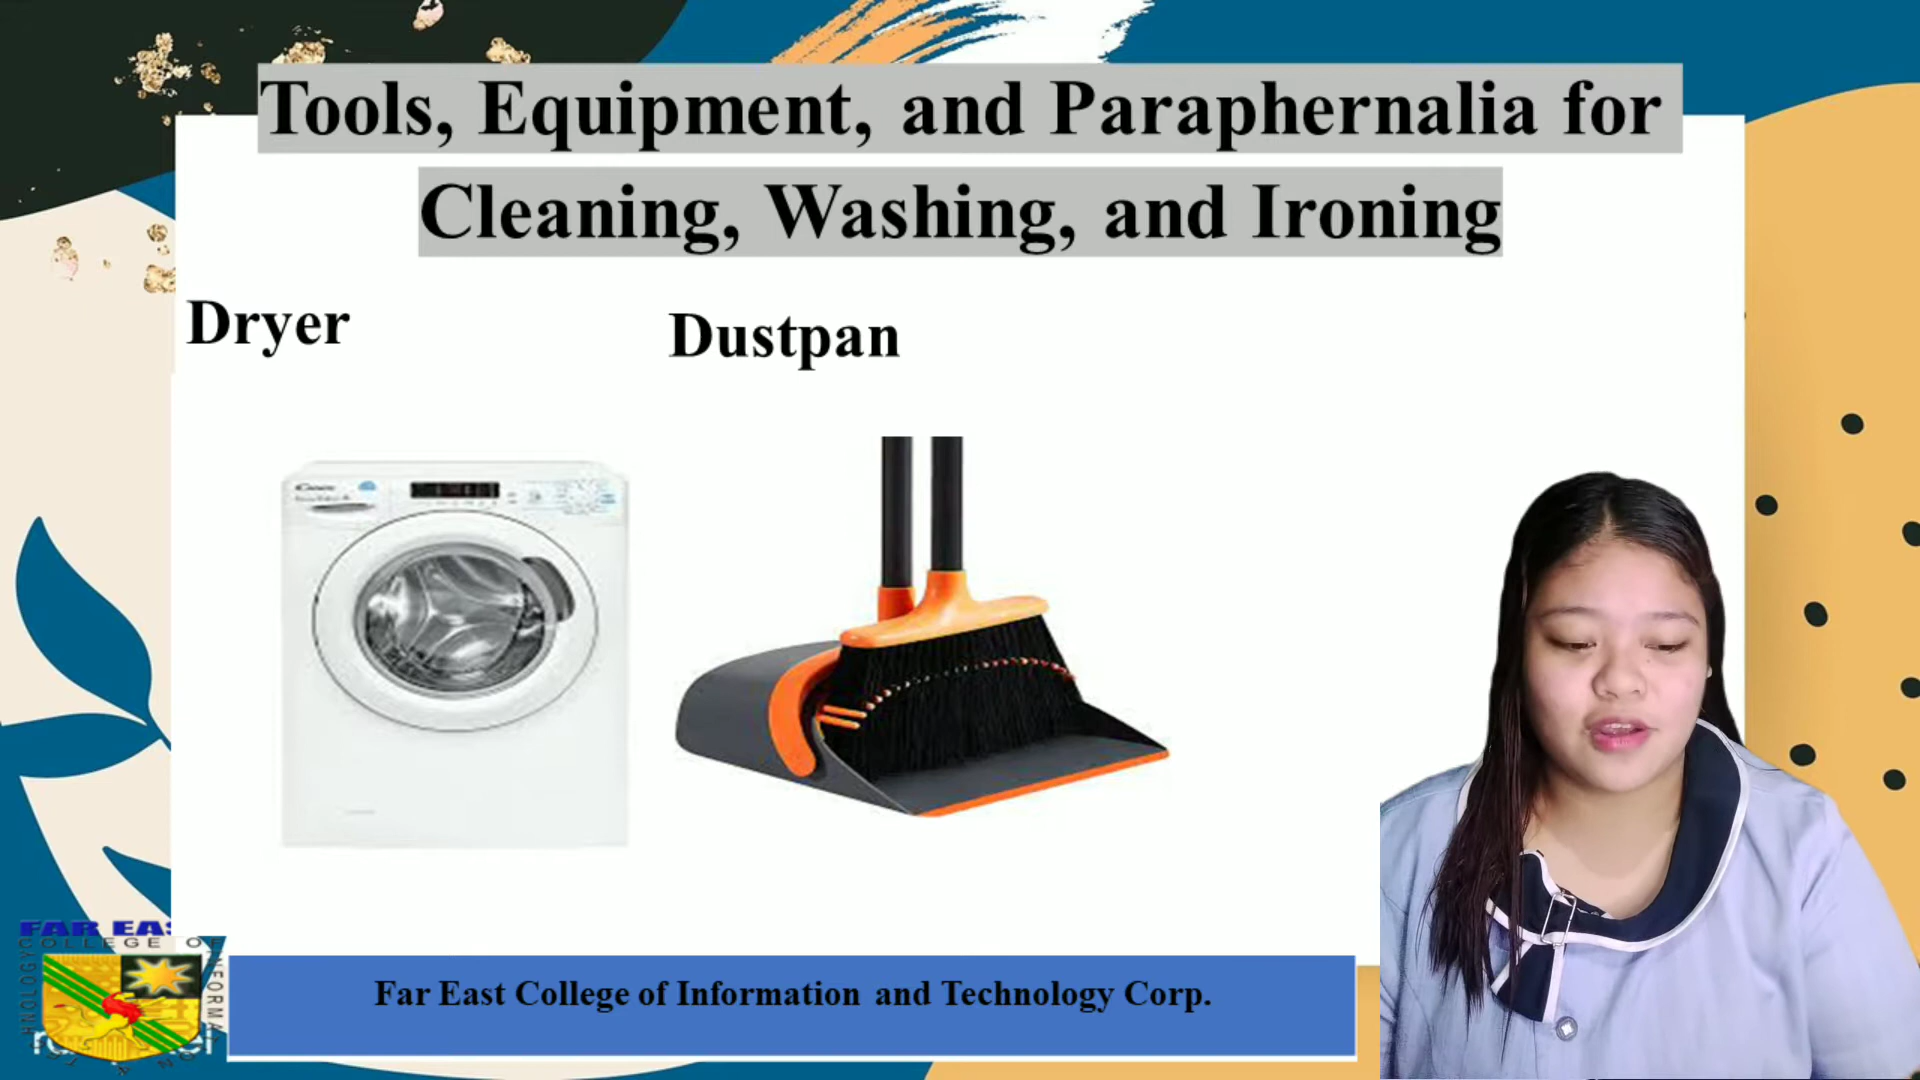 Tools, Equipment, and Paraphernalia for
Cleaning, Washing, and Ironing
Dryer
Dustpan
FAR EAS
COLLEGE OF
Far East College of Information and Technology Corp.